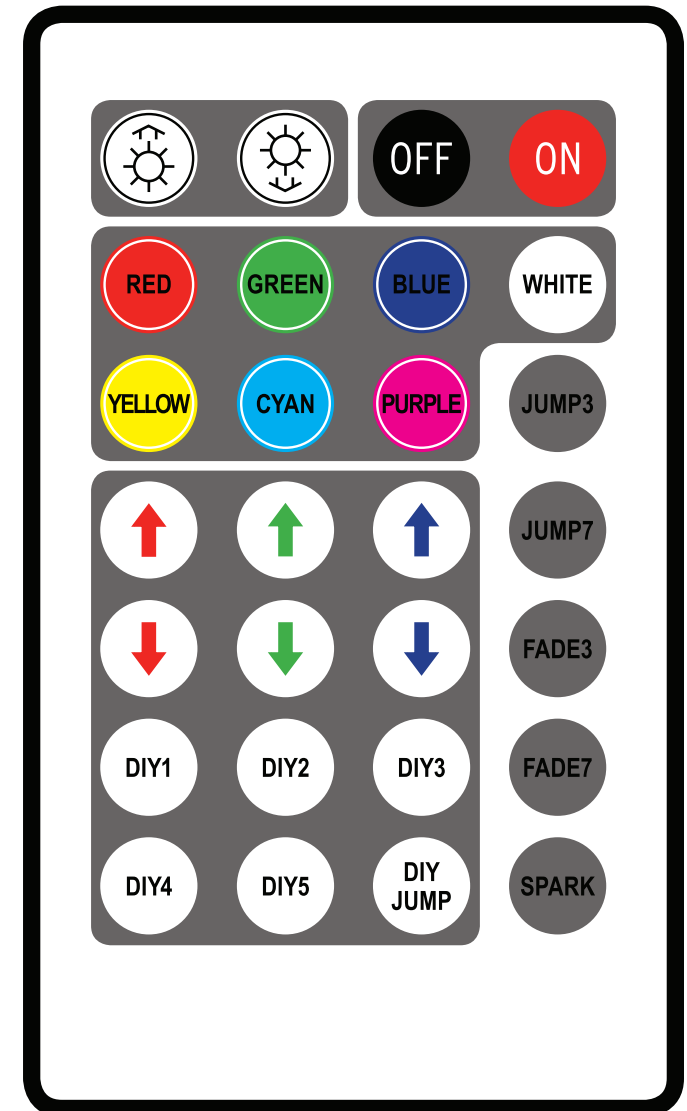 OFF ON
RED GREEN BLUE WHITE
YELLOW CYAN PURPLE JUMP3
JUMP7
FADE3
DIY1 DIY2 DIY3 FADE7
DIY4 DIY5 DIY
JUMP SPARK